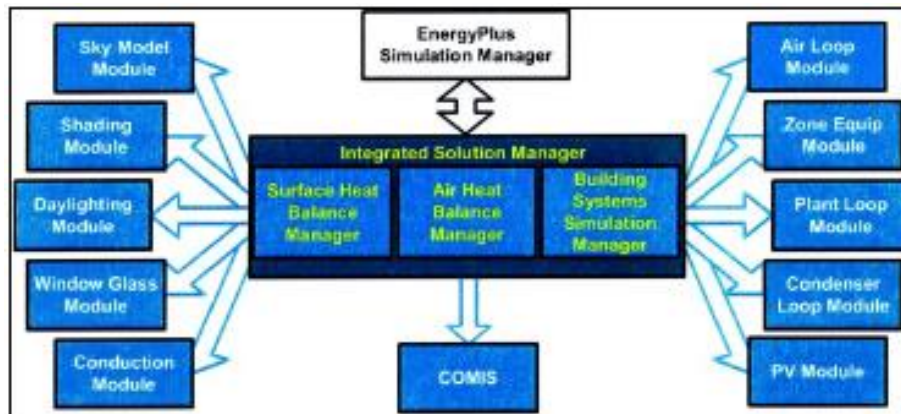 EnergyPlus
Simulation Manager
Sky Model
Module
Shading
Module
Daylighting
Module
Window Glass
Module
Conduction
Module
Integrated Solution Manager
Surface Heat
Balance
Manager
Air Heat
Balance
Manager
Building
Systems
Simulation
Manager
COMIS
Air Loop
Module
Zone Equip
Module
Plant Loop
Module
Condenser
Loop Module
PV Module